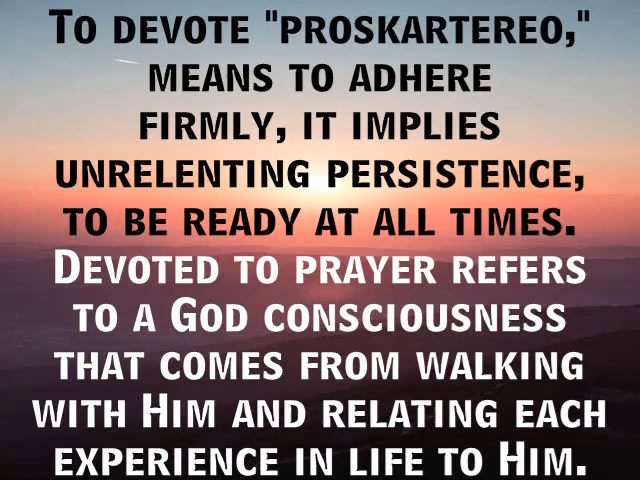 To devote "proskartereo,"
means to adhere
firmly, it implies
unrelenting persistence,
to be ready at all times.
Devoted to prayer refers
to a God consciousness
that comes from walking
with Him and relating each
experience in life to Him.